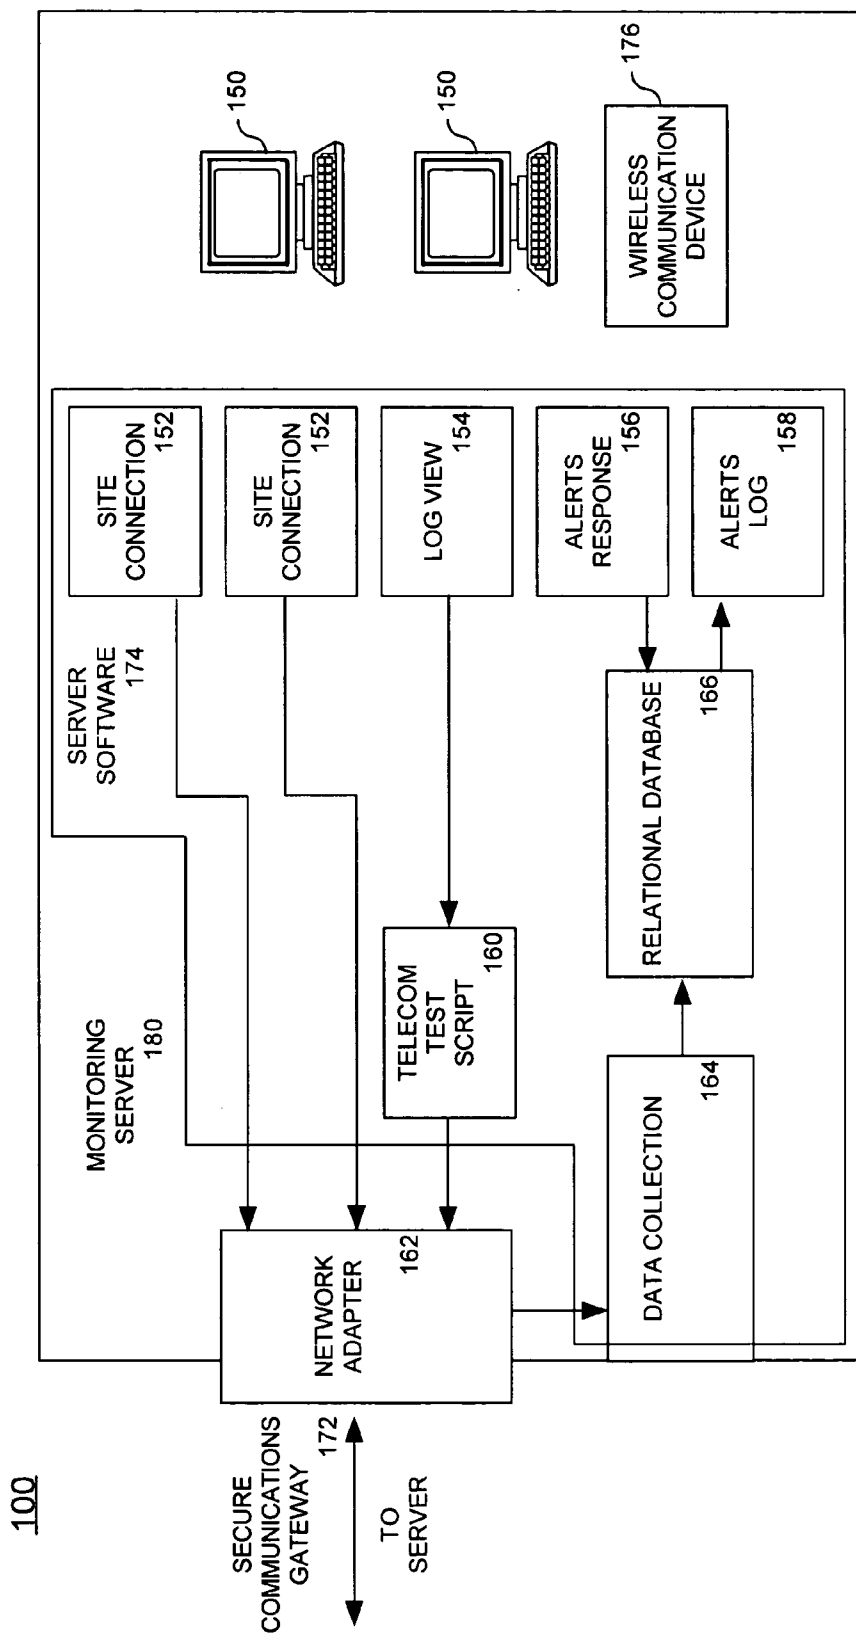 100
SECURE
COMMUNICATIONS
GATEWAY
172
TO
SERVER
MONITORING
SERVER
180
SERVER
SOFTWARE
174
NETWORK
ADAPTER
162
TELECOM
TEST
SCRIPT
160
DATA COLLECTION
164
RELATIONAL DATABASE
166
SITE
CONNECTION
152
SITE
CONNECTION
152
LOG VIEW
154
ALERTS
RESPONSE
156
ALERTS
LOG
158
150
150
WIRELESS
COMMUNICATION
DEVICE
176